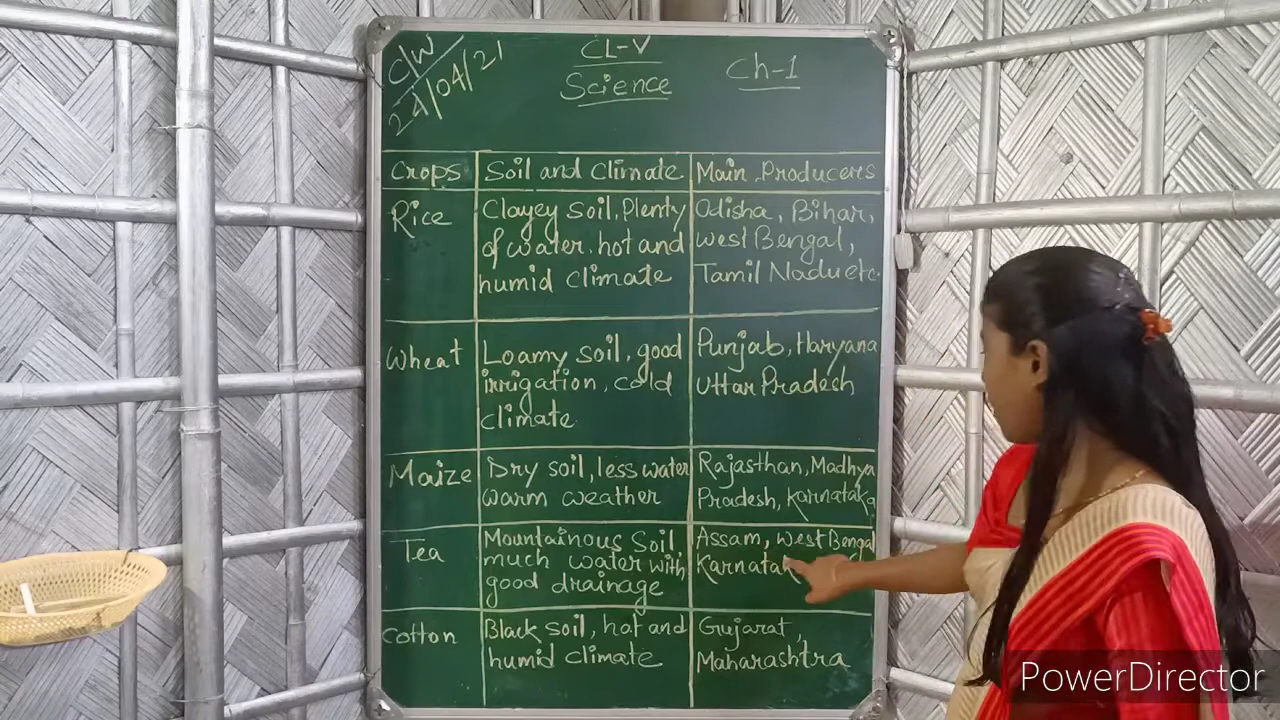 C/W
24/04/21
CL-V
Science
Ch-1
Crops
Soil and Climate
Main Producers
Rice
Clayey soil, Plenty
of water. hot and
humid climate
Odisha, Bihar,
West Bengal,
Tamil Nadu etc.
Wheat
Loamy soil, good
irrigation, cold
climate.
Punjab, Haryana
Uttar Pradesh
Maize
Dry soil, less water
warm weather
Rajasthan, Madhya
Pradesh, Karnataka
Tea
Mountainous Soil,
much water with
good drainage
Assam, West Bengal
Cotton
Black soil, hot and
humid climate
Gujarat,
Maharashtra
PowerDirector